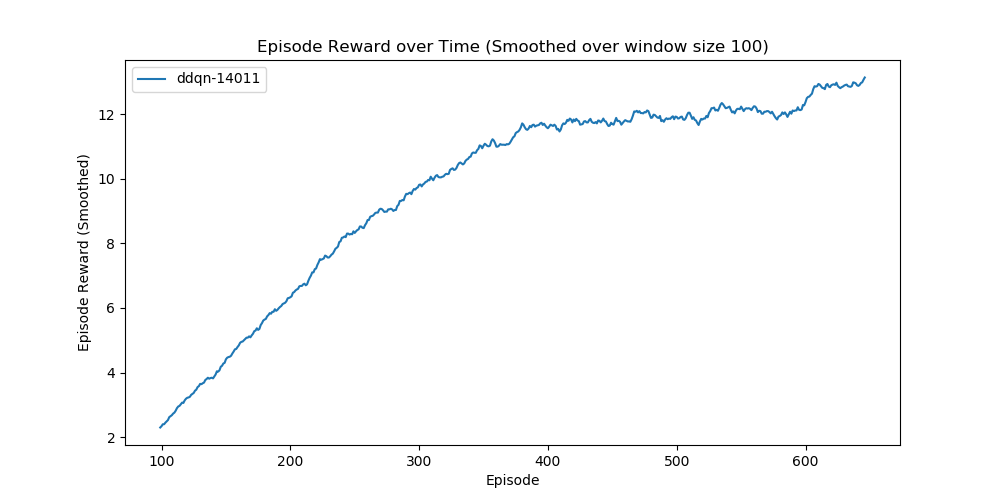 Episode Reward over Time (Smoothed over window size 100)
ddqn-14011
Episode Reward (Smoothed)
12
10
8
6
4
2
100 200 300 400 500 600
Episode